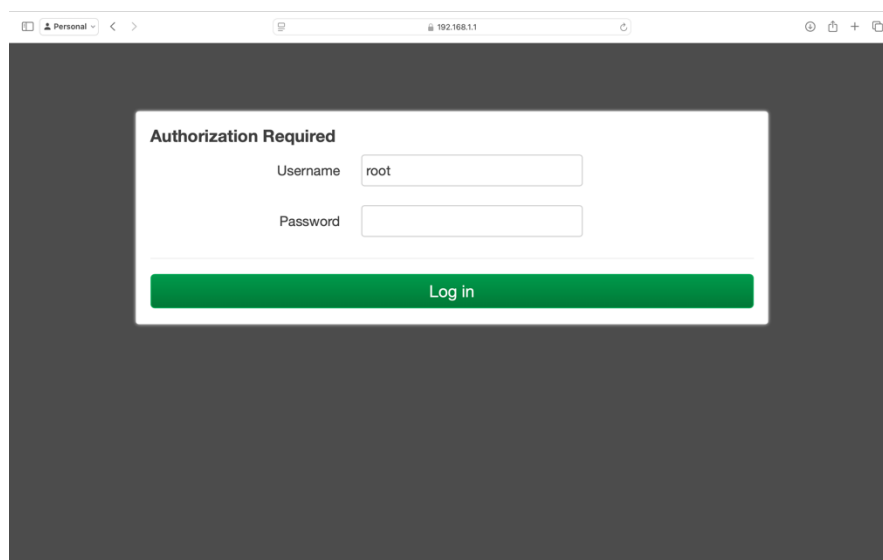 Personal
192.168.1.1
Authorization Required
Username
root
Password
Log in